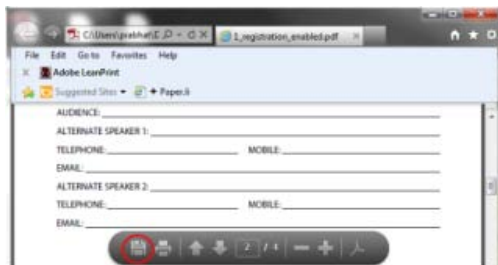 C:\Users\prabhat\E
1_registration_enabled.pdf
File Edit Go to Favorites Help
x Adobe LeanPrint
Suggested Sites Paper.li
AUDIENCE:
ALTERNATE SPEAKER 1:
TELEPHONE: MOBILE:
EMAIL:
ALTERNATE SPEAKER 2:
TELEPHONE: MOBILE:
EMAIL:
2 / 4